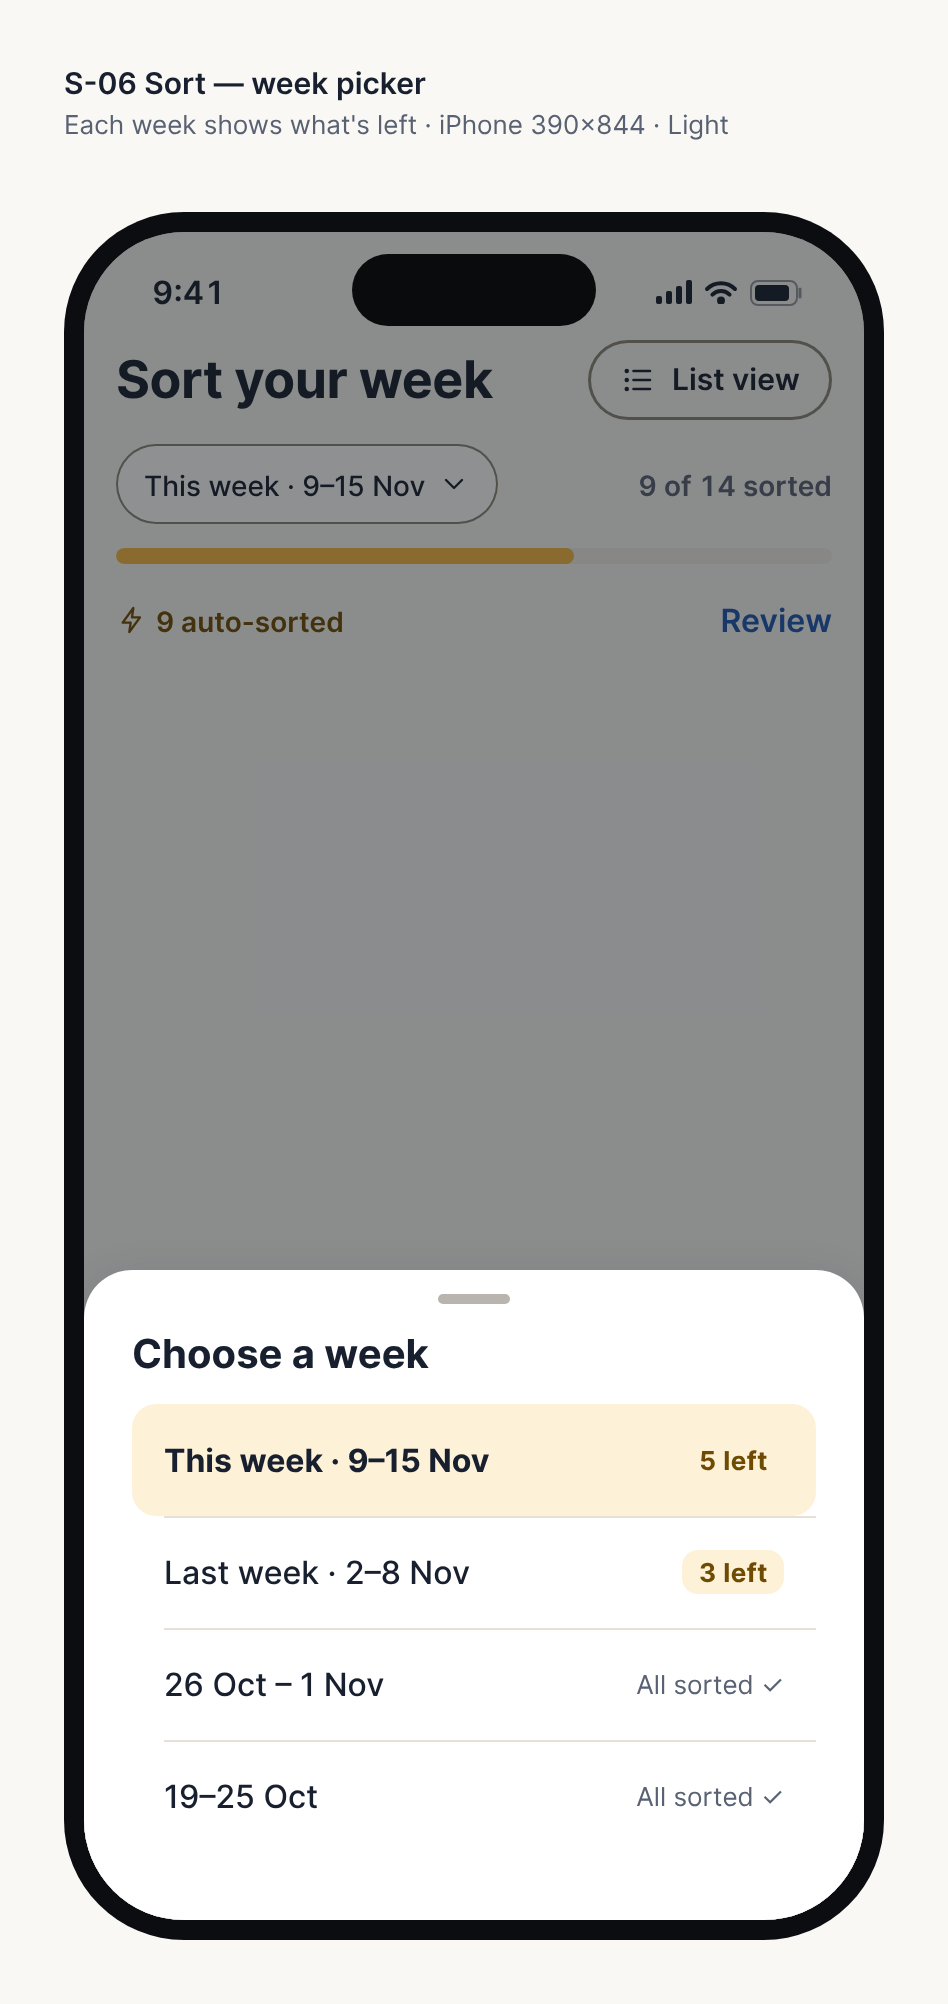 S-06 Sort — week picker
Each week shows what's left · iPhone 390×844 · Light
9:41
Sort your week
List view
This week · 9–15 Nov
9 of 14 sorted
9 auto-sorted
Review
Choose a week
This week · 9–15 Nov
5 left
Last week · 2–8 Nov
3 left
26 Oct – 1 Nov
All sorted ✓
19–25 Oct
All sorted ✓